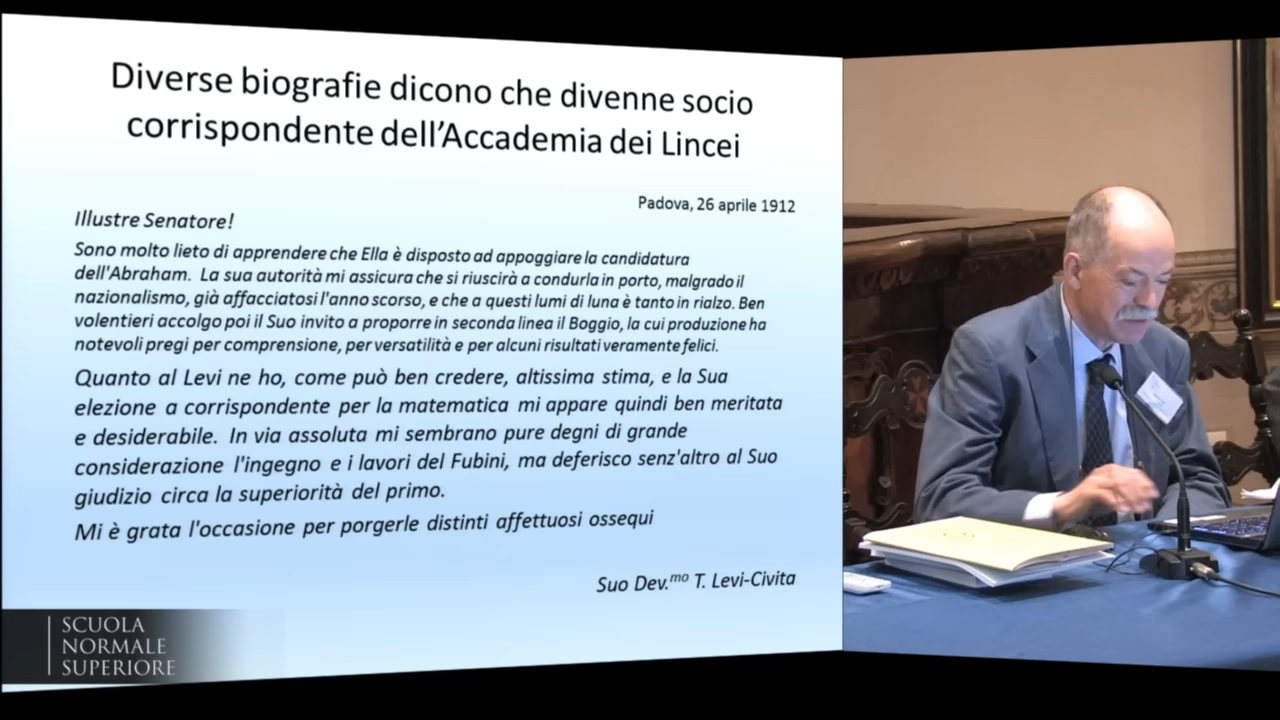 Diverse biografie dicono che divenne socio
corrispondente dell'Accademia dei Lincei
Padova, 26 aprile 1912
Illustre Senatore!
Sono molto lieto di apprendere che Ella è disposto ad appoggiare la candidatura
dell'Abraham. La sua autorità mi assicura che si riuscirà a condurla in porto, malgrado il
nazionalismo, già affacciatosi l'anno scorso, e che a questi lumi di luna è tanto in rialzo. Ben
volentieri accolgo poi il Suo invito a proporre in seconda linea il Boggio, la cui produzione ha
notevoli pregi per comprensione, per versatilità e per alcuni risultati veramente felici.
Quanto al Levi ne ho, come può ben credere, altissima stima, e la Sua
elezione a corrispondente per la matematica mi appare quindi ben meritata
e desiderabile. In via assoluta mi sembrano pure degni di grande
considerazione l'ingegno e i lavori del Fubini, ma deferisco senz'altro al Suo
giudizio circa la superiorità del primo.
Mi è grata l'occasione per porgerle distinti affettuosi ossequi
Suo Dev.mo T. Levi-Civita
SCUOLA
NORMALE
SUPERIORE